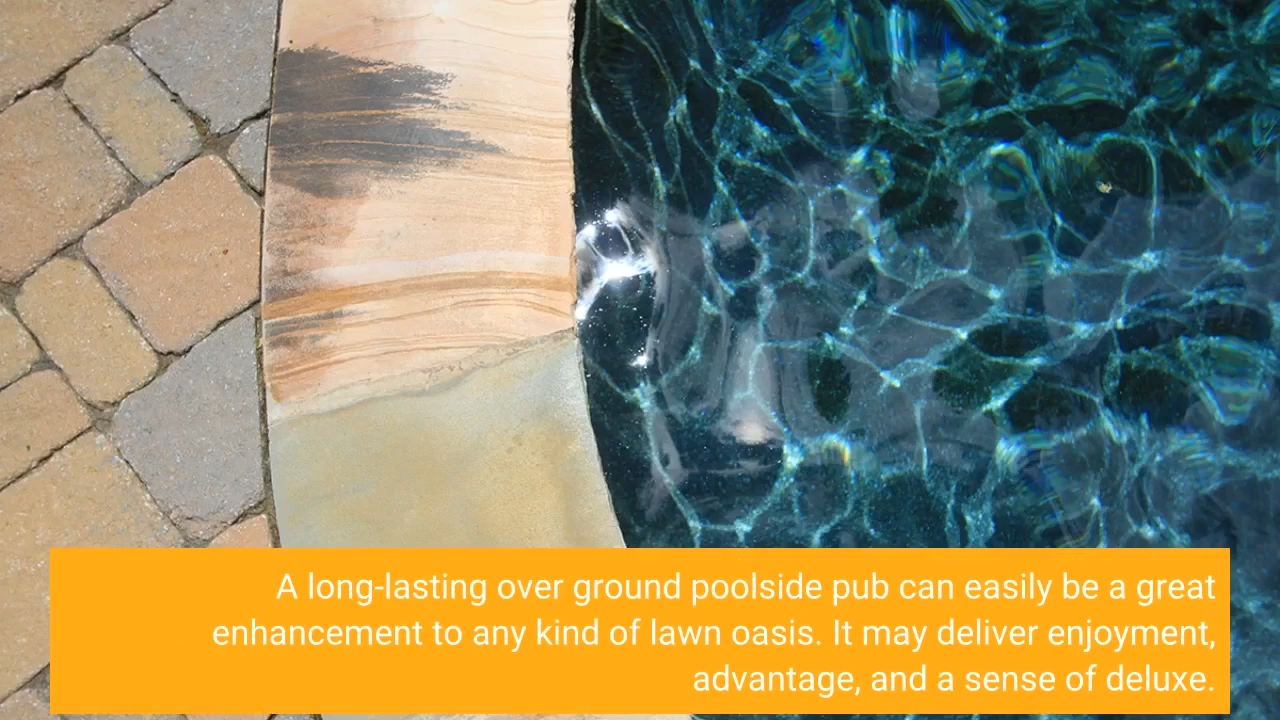 A long-lasting over ground poolside pub can easily be a great
enhancement to any kind of lawn oasis. It may deliver enjoyment,
advantage, and a sense of deluxe.